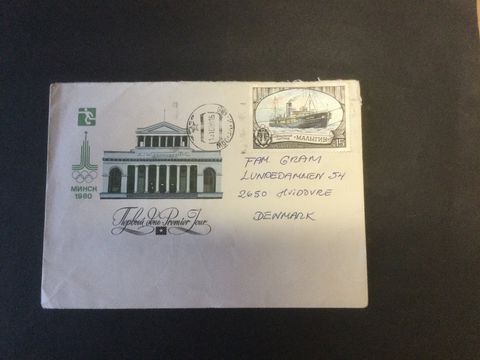 МИНСК
1980
Первый день • Premier Jour
МАЛЫГИН
15
FAM. GRAM
LUNDEDAMMEN 54
2650 HVIDOVRE
DENMARK